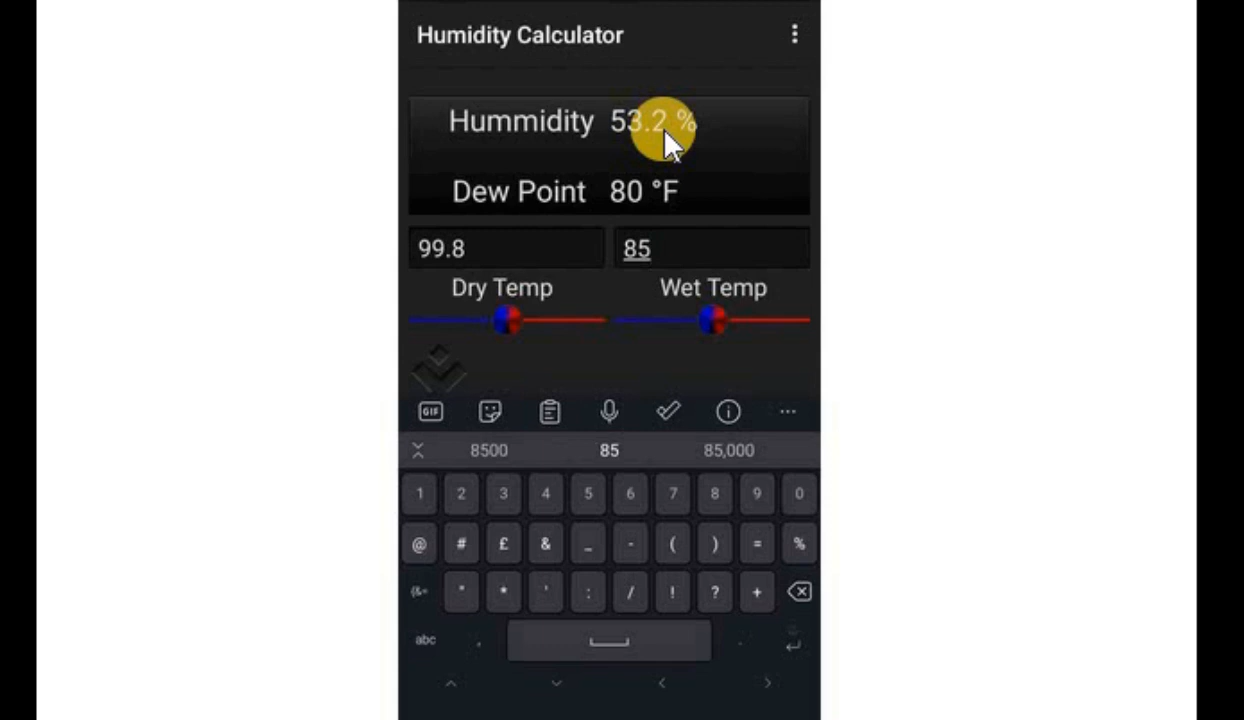 Humidity Calculator
Hummidity 53.2 %
Dew Point 80 °F
99.8 85
Dry Temp Wet Temp
GIF
8500 85 85,000
1 2 3 4 5 6 7 8 9 0
@ # £ & _ - ( ) = %
{&= " * ' : / ! ? +
abc , .